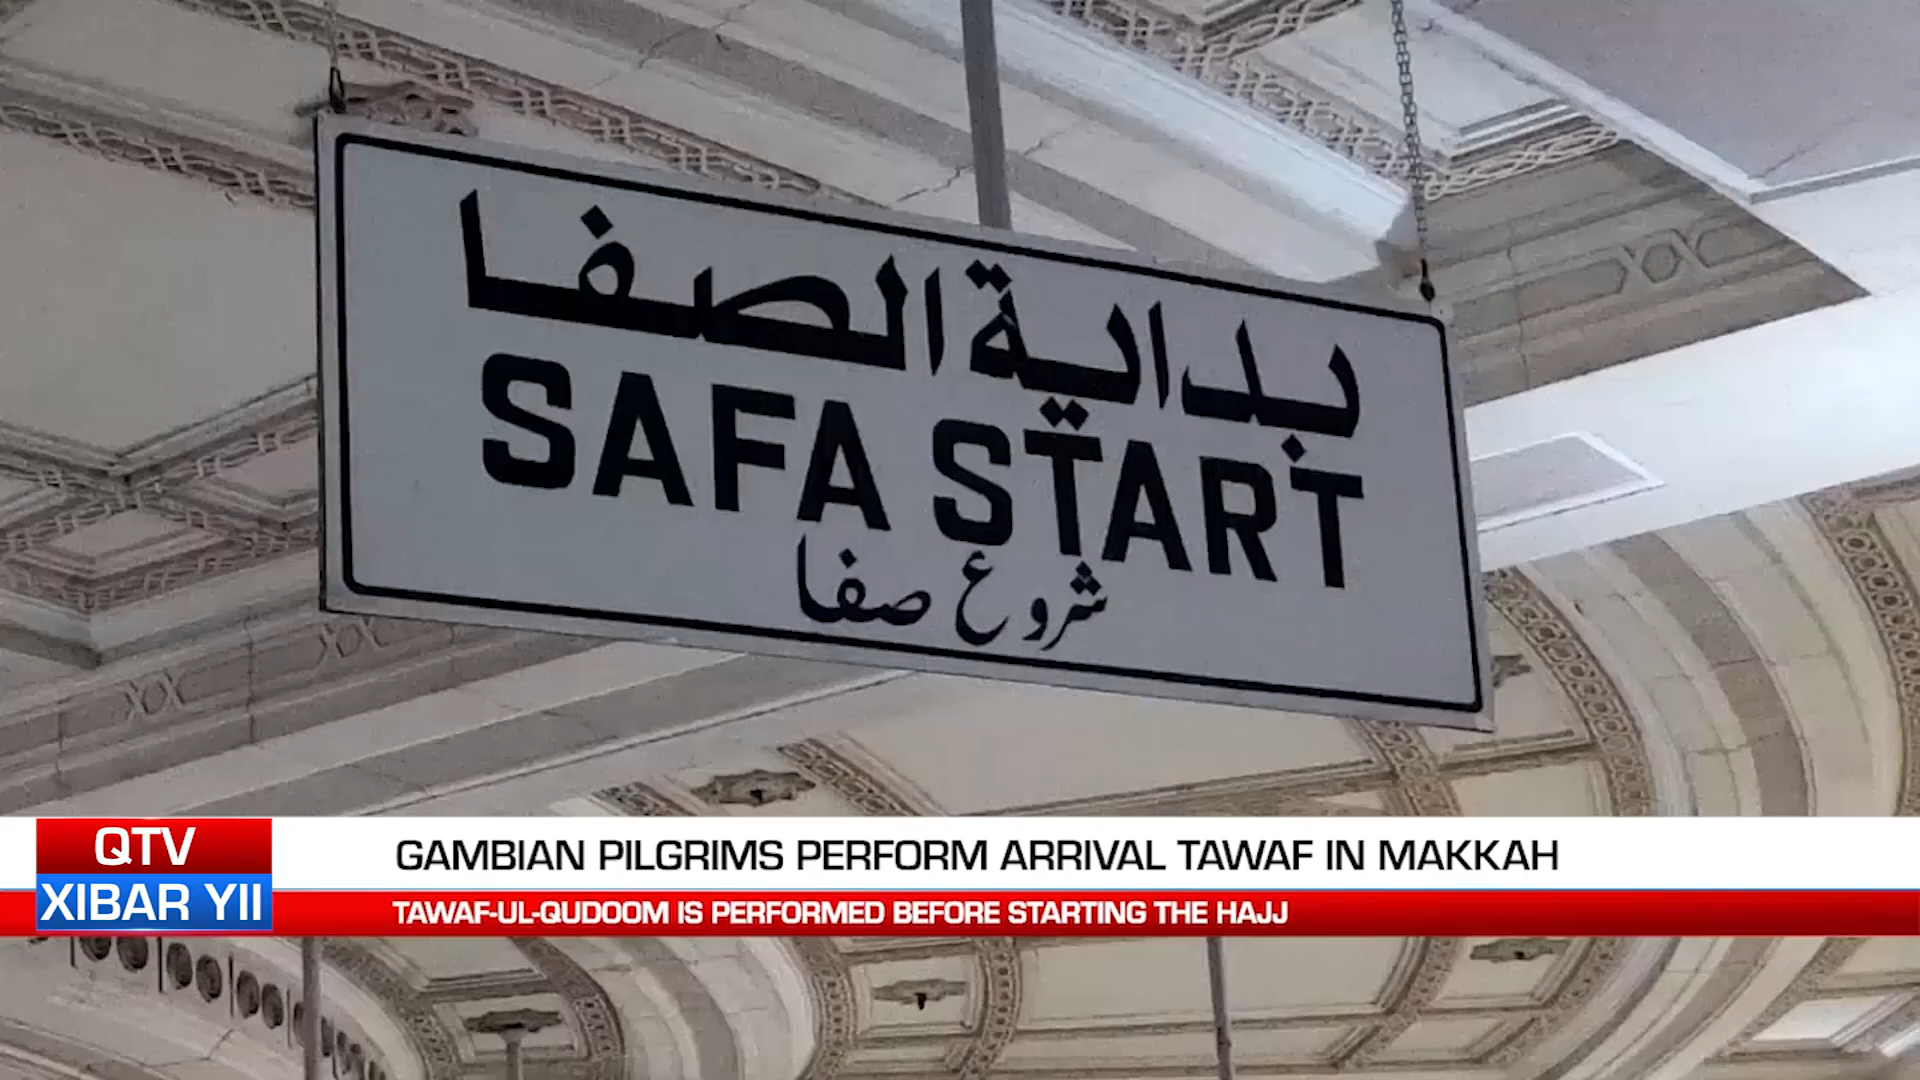 بداية الصفا
SAFA START
شروع صفا
QTV
XIBAR YII
GAMBIAN PILGRIMS PERFORM ARRIVAL TAWAF IN MAKKAH
TAWAF-UL-QUDOOM IS PERFORMED BEFORE STARTING THE HAJJ